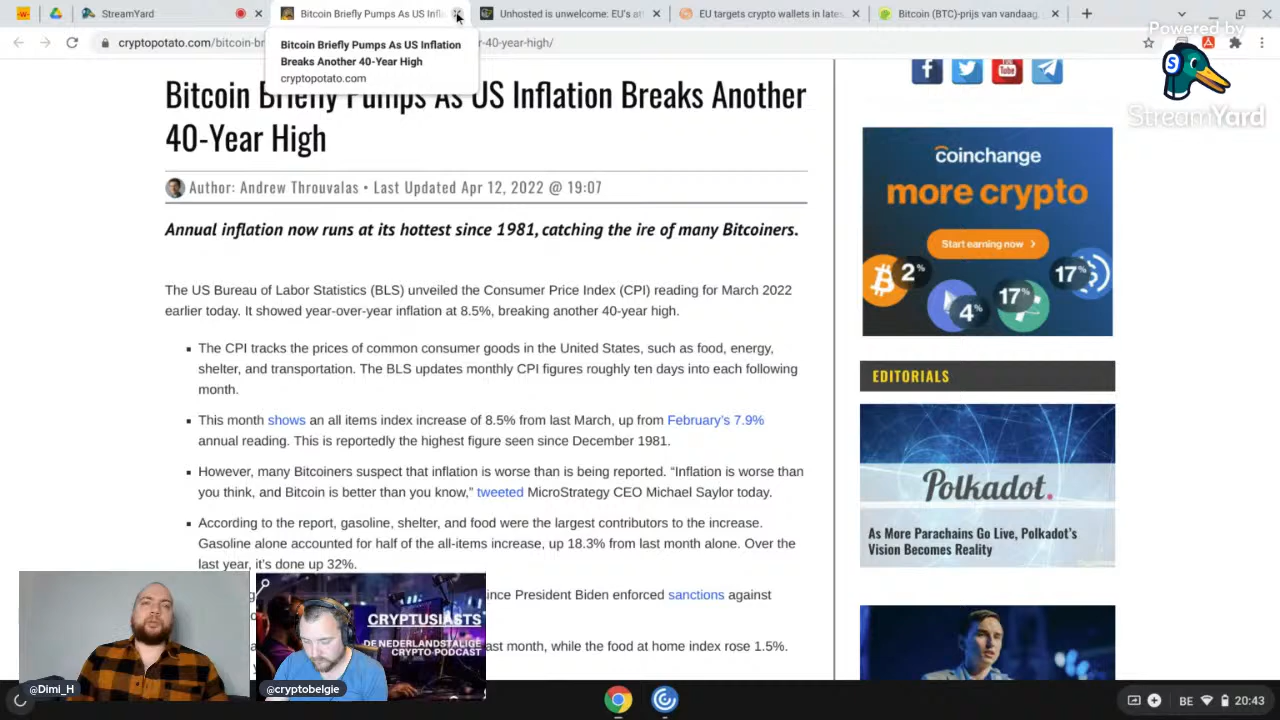 StreamYard
Bitcoin Briefly Pumps As US Infl
Unhosted is unwelcome: EU's at
EU targets crypto wallets in lates
Bitcoin (BTC)-prijs van vandaag,
cryptopotato.com/bitcoin-br
-40-year-high/
Bitcoin Briefly Pumps As US Inflation
Breaks Another 40-Year High
cryptopotato.com
Powered by
StreamYard
Bitcoin Briefly Pumps As US Inflation Breaks Another
40-Year High
Author: Andrew Throuvalas • Last Updated Apr 12, 2022 @ 19:07
Annual inflation now runs at its hottest since 1981, catching the ire of many Bitcoiners.
The US Bureau of Labor Statistics (BLS) unveiled the Consumer Price Index (CPI) reading for March 2022
earlier today. It showed year-over-year inflation at 8.5%, breaking another 40-year high.
The CPI tracks the prices of common consumer goods in the United States, such as food, energy,
shelter, and transportation. The BLS updates monthly CPI figures roughly ten days into each following
month.
This month shows an all items index increase of 8.5% from last March, up from February's 7.9%
annual reading. This is reportedly the highest figure seen since December 1981.
However, many Bitcoiners suspect that inflation is worse than is being reported. "Inflation is worse than
you think, and Bitcoin is better than you know," tweeted MicroStrategy CEO Michael Saylor today.
According to the report, gasoline, shelter, and food were the largest contributors to the increase.
Gasoline alone accounted for half of the all-items increase, up 18.3% from last month alone. Over the
last year, it's done up 32%.
ince President Biden enforced sanctions against
ast month, while the food at home index rose 1.5%.
You Tube
coinchange
more crypto
Start earning now
2%
4%
17%
17%
EDITORIALS
Polkadot.
As More Parachains Go Live, Polkadot's
Vision Becomes Reality
CRYPTUSIASTS
DE NEDERLANDSTALIGE
CRYPTO PODCAST
@Dimi_H
@cryptobelgie
BE
20:43